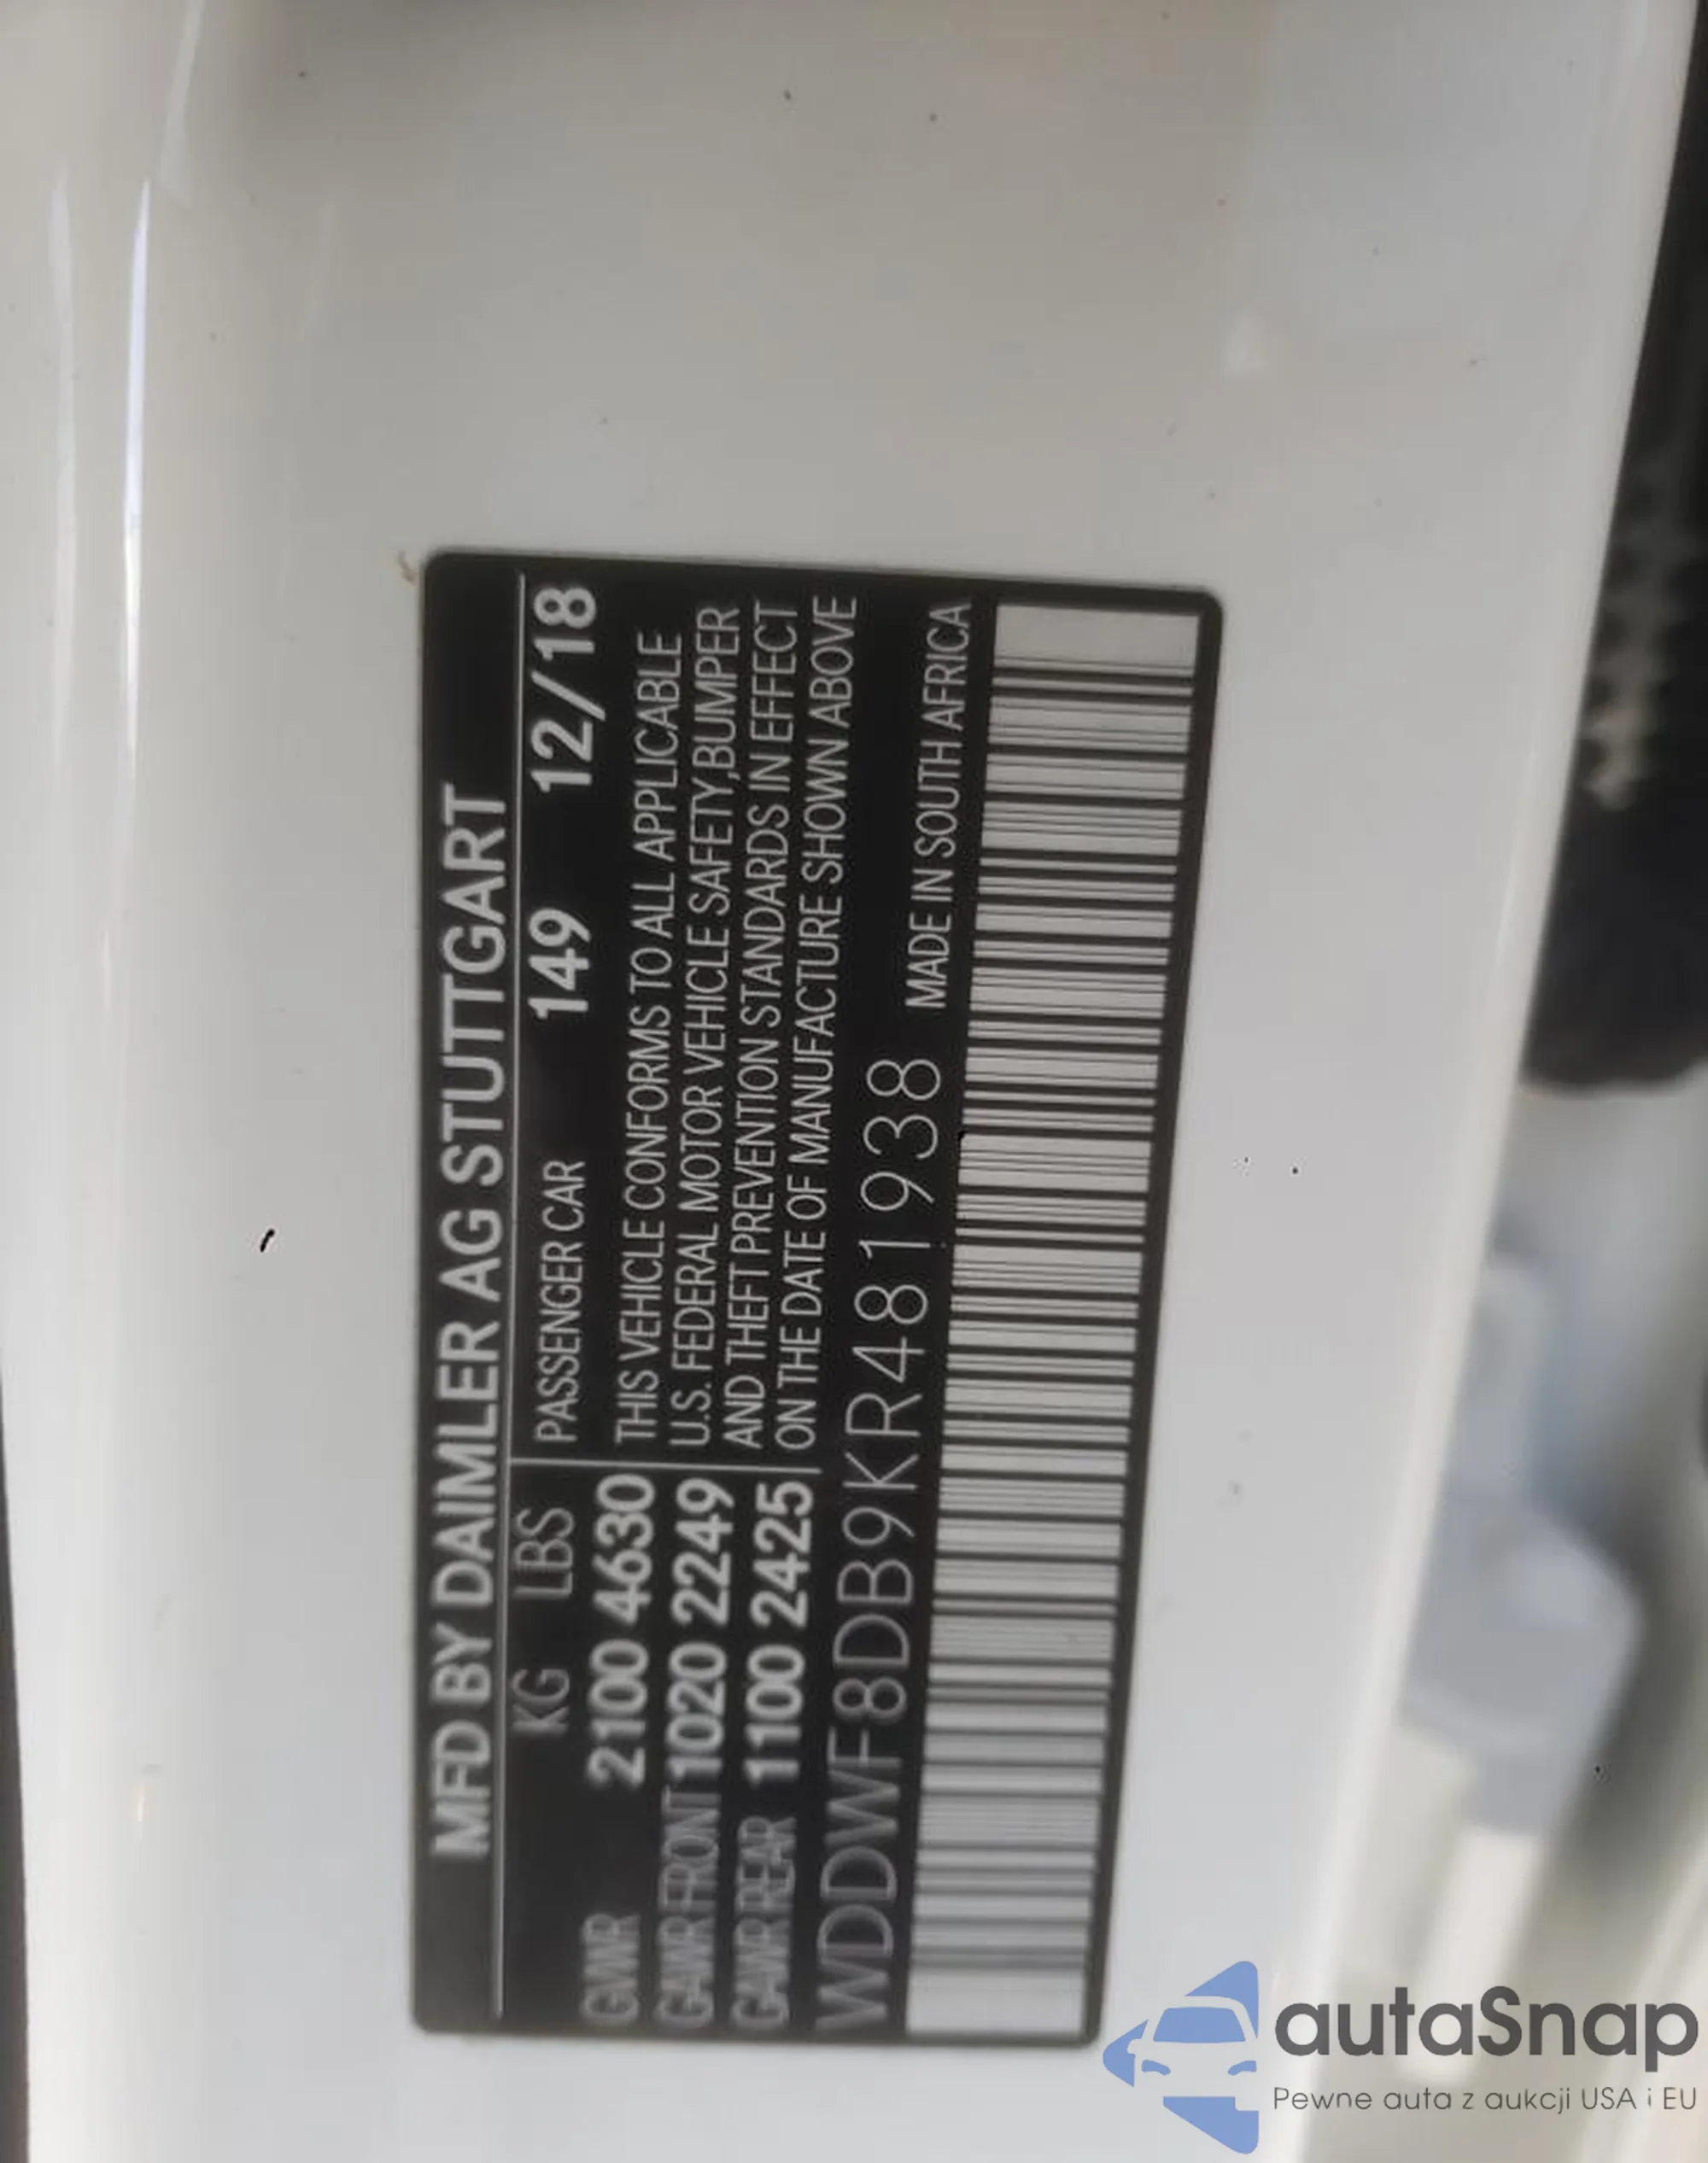 MFD BY DAIMLER AG STUTTGART
KG LBS PASSENGER CAR 149 12/18
GVWR 2100 4630 THIS VEHICLE CONFORMS TO ALL APPLICABLE
GAWR FRONT 1020 2249 U.S. FEDERAL MOTOR VEHICLE SAFETY,BUMPER
GAWR REAR 1100 2425 AND THEFT PREVENTION STANDARDS IN EFFECT
ON THE DATE OF MANUFACTURE SHOWN ABOVE
WDDWF8DB9KR481938 MADE IN SOUTH AFRICA
autaSnap
Pewne auta z aukcji USA i EU